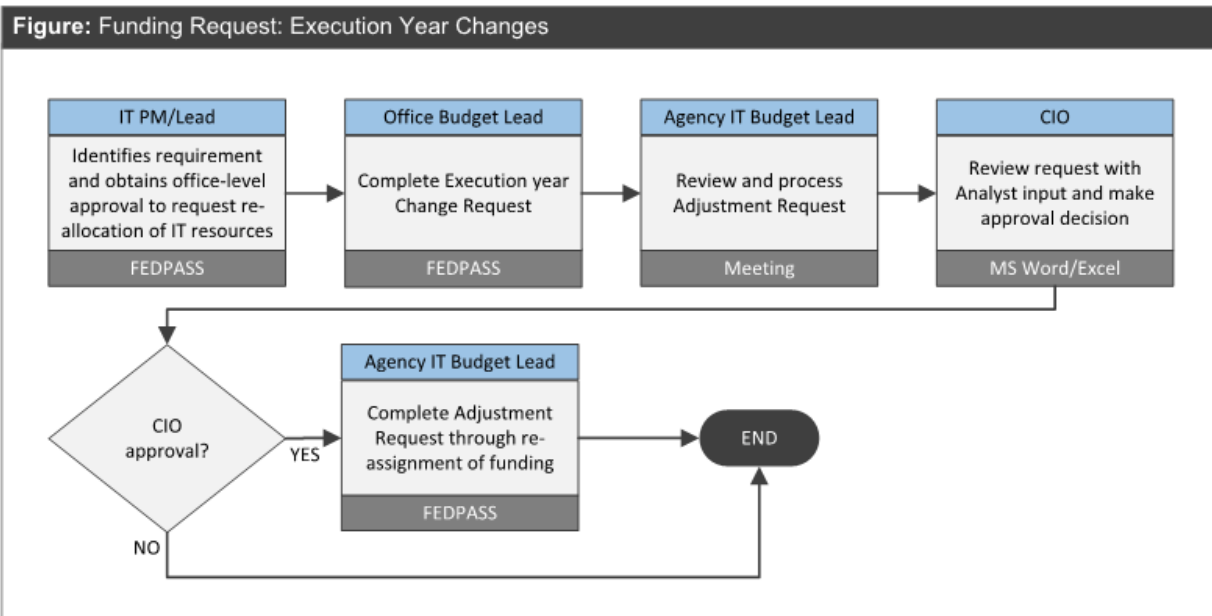 Figure: Funding Request: Execution Year Changes
IT PM/Lead
Identifies requirement
and obtains office-level
approval to request re-
allocation of IT resources
FEDPASS
Office Budget Lead
Complete Execution year
Change Request
FEDPASS
Agency IT Budget Lead
Review and process
Adjustment Request
Meeting
CIO
Review request with
Analyst input and make
approval decision
MS Word/Excel
CIO
approval?
YES
NO
Agency IT Budget Lead
Complete Adjustment
Request through re-
assignment of funding
FEDPASS
END